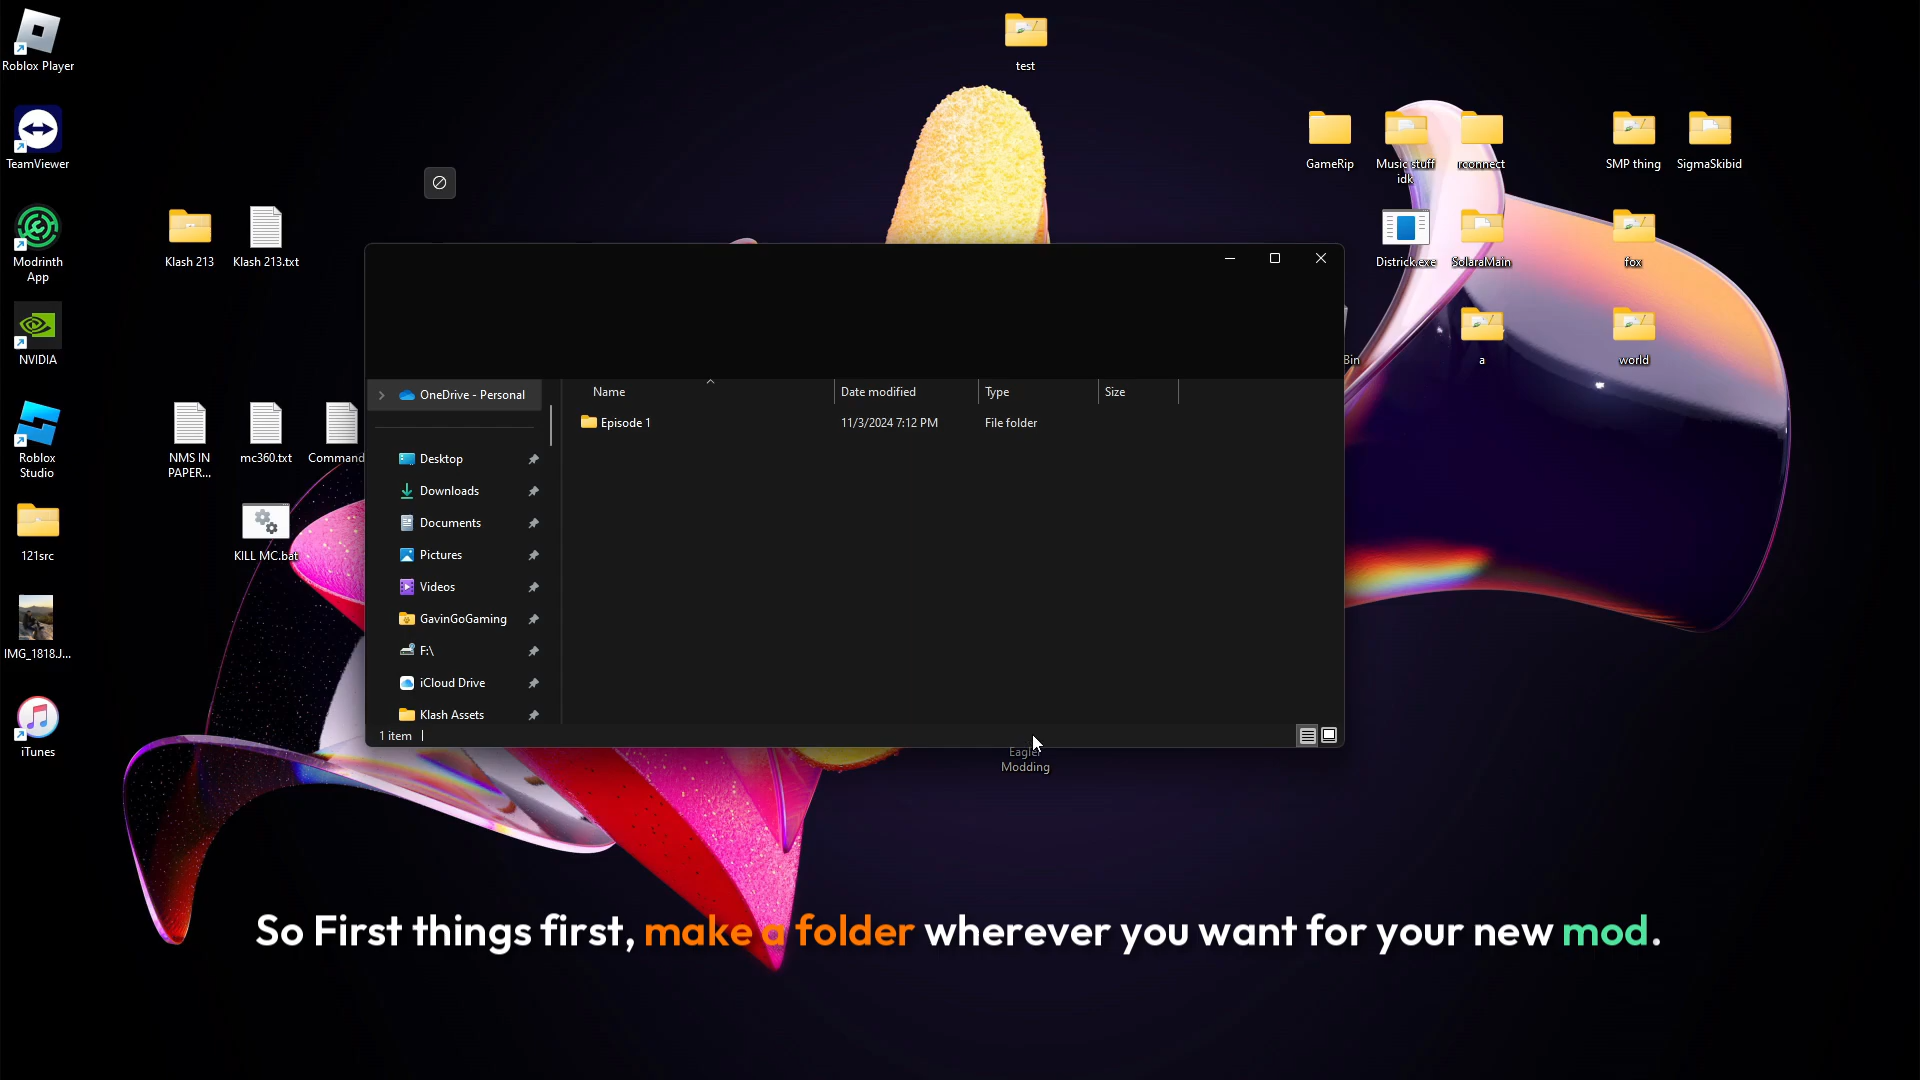 Roblox Player
TeamViewer
Modrinth
App
NVIDIA
Roblox
Studio
121src
IMG_1818.J...
iTunes
Klash 213
Klash 213.txt
NMS IN
PAPER...
mc360.txt
Command
KILL MC.bat
test
GameRip
Music stuff
idk
rconnect
SMP thing
SigmaSkibid
Districk.exe
SolaraMain
fox
Bin
a
world
OneDrive - Personal
Desktop
Downloads
Documents
Pictures
Videos
GavinGoGaming
F:\
iCloud Drive
Klash Assets
Name
Date modified
Type
Size
Episode 1
11/3/2024 7:12 PM
File folder
1 item
Eagler
Modding
So First things first, make a folder wherever you want for your new mod.